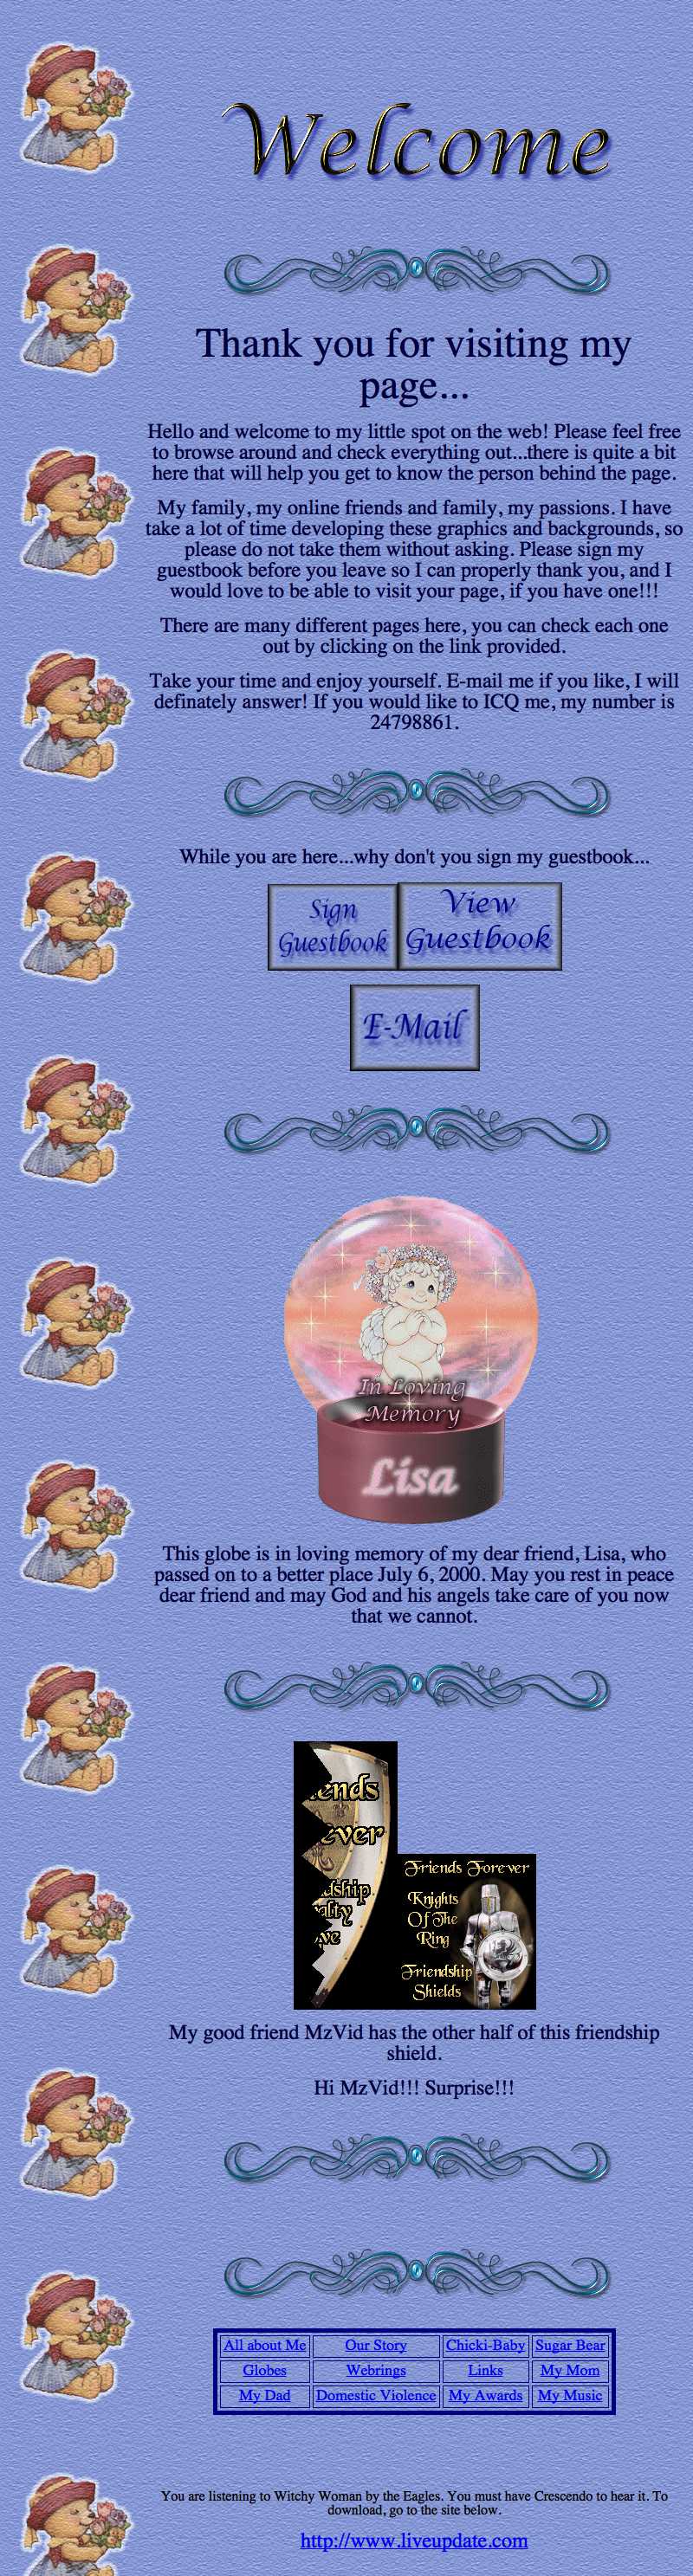 Welcome
Thank you for visiting my
page...
Hello and welcome to my little spot on the web! Please feel free
to browse around and check everything out...there is quite a bit
here that will help you get to know the person behind the page.
My family, my online friends and family, my passions. I have
take a lot of time developing these graphics and backgrounds, so
please do not take them without asking. Please sign my
guestbook before you leave so I can properly thank you, and I
would love to be able to visit your page, if you have one!!!
There are many different pages here, you can check each one
out by clicking on the link provided.
Take your time and enjoy yourself. E-mail me if you like, I will
definately answer! If you would like to ICQ me, my number is
24798861.
While you are here...why don't you sign my guestbook...
Sign
Guestbook
View
Guestbook
E-Mail
In Loving
Memory
Lisa
This globe is in loving memory of my dear friend, Lisa, who
passed on to a better place July 6, 2000. May you rest in peace
dear friend and may God and his angels take care of you now
that we cannot.
ends
ever
dship
alty
ve
Friends Forever
Knights
Of The
Ring
Friendship
Shields
My good friend MzVid has the other half of this friendship
shield.
Hi MzVid!!! Surprise!!!
All about Me Our Story Chicki-Baby Sugar Bear
Globes Webrings Links My Mom
My Dad Domestic Violence My Awards My Music
You are listening to Witchy Woman by the Eagles. You must have Crescendo to hear it. To
download, go to the site below.
http://www.liveupdate.com